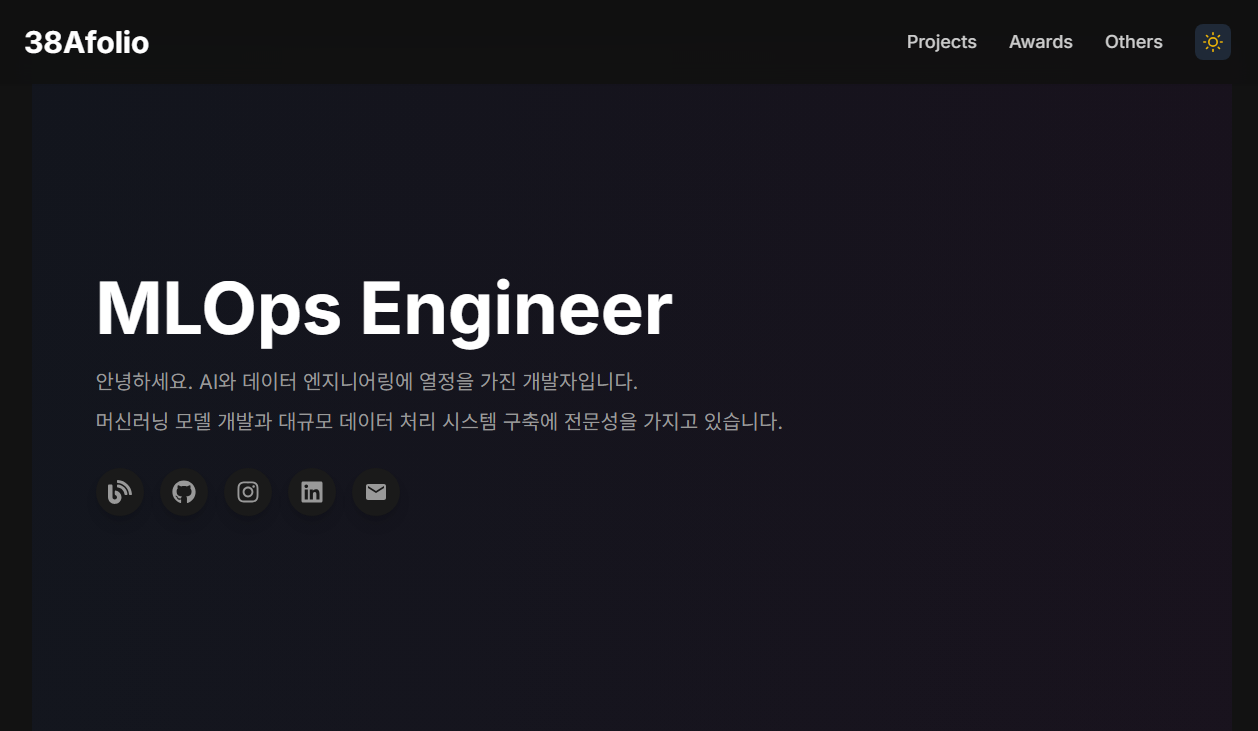 38Afolio
Projects
Awards
Others
MLOps Engineer
안녕하세요. AI와 데이터 엔지니어링에 열정을 가진 개발자입니다.
머신러닝 모델 개발과 대규모 데이터 처리 시스템 구축에 전문성을 가지고 있습니다.